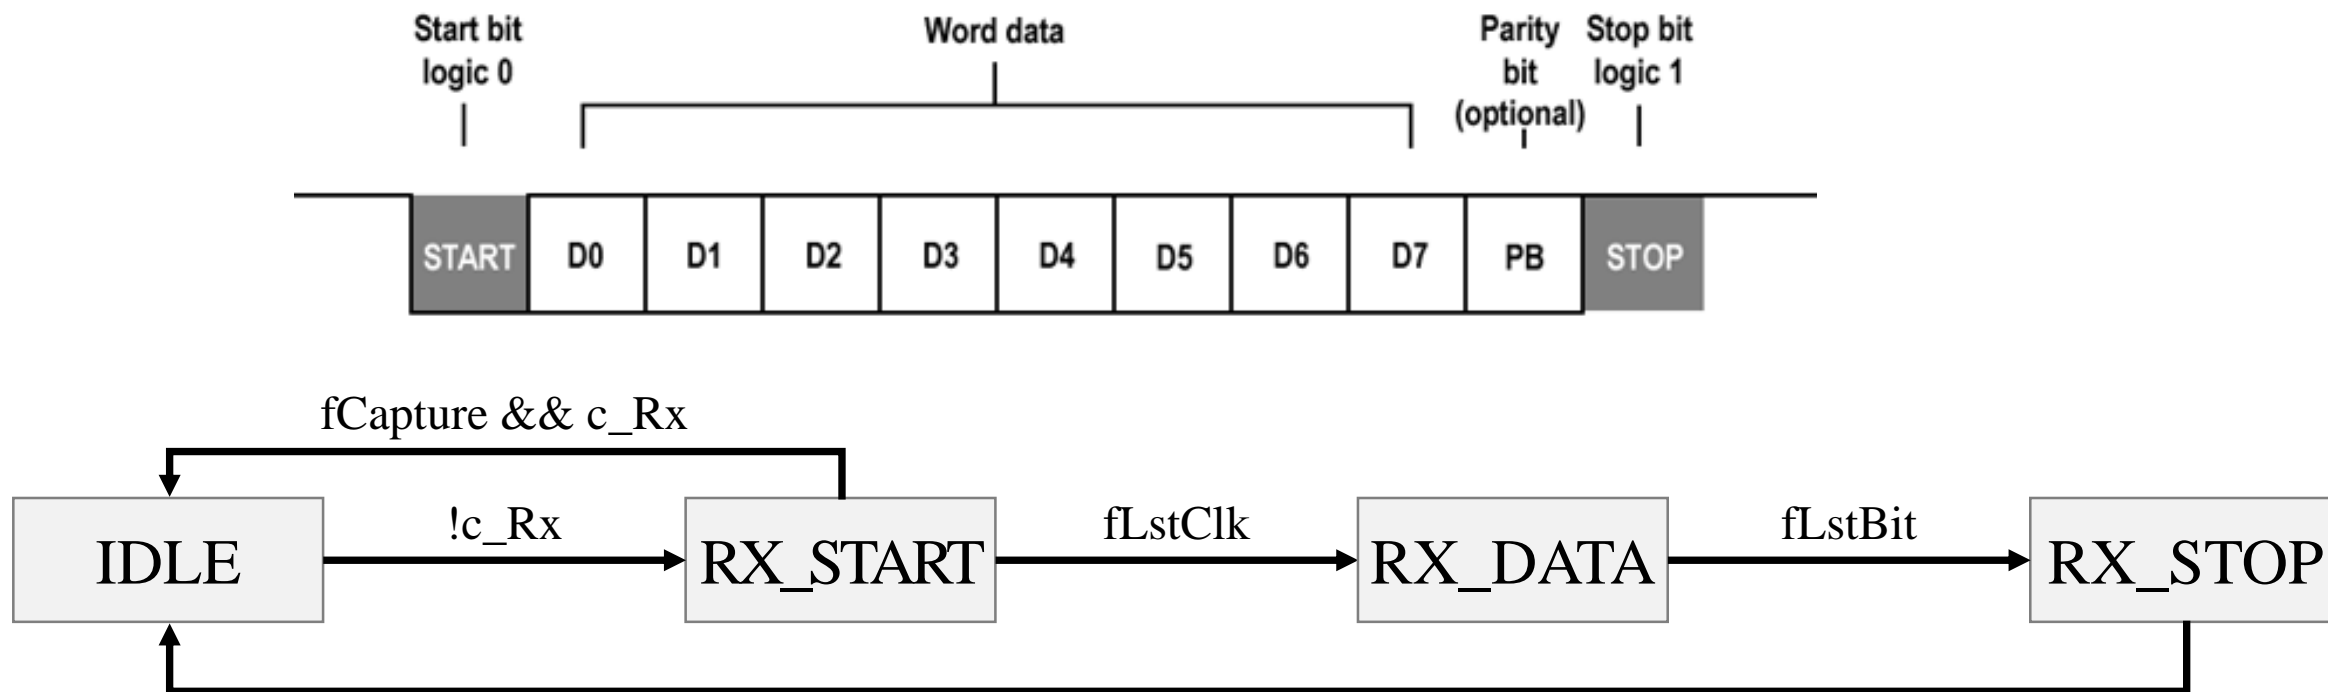 Start bit
logic 0
Word data
Parity
bit
(optional)
Stop bit
logic 1
START D0 D1 D2 D3 D4 D5 D6 D7 PB STOP
fCapture && c_Rx
!c_Rx
fLstClk
fLstBit
IDLE
RX_START
RX_DATA
RX_STOP